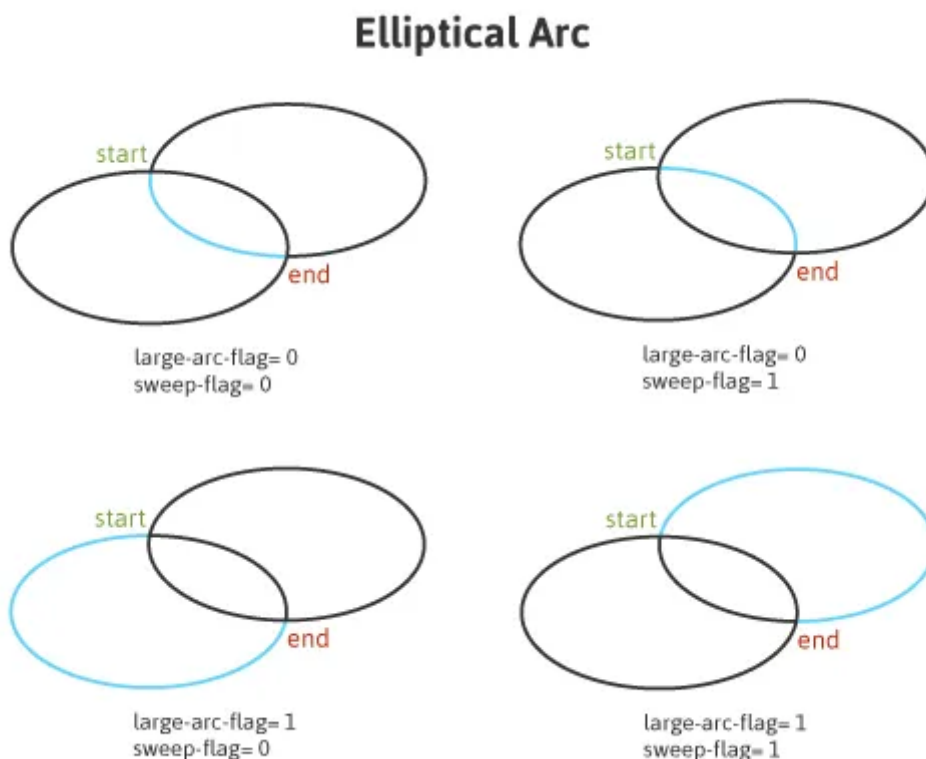 Elliptical Arc
start
end
large-arc-flag= 0
sweep-flag= 0
start
end
large-arc-flag= 0
sweep-flag= 1
start
end
large-arc-flag= 1
sweep-flag= 0
start
end
large-arc-flag= 1
sweep-flag= 1